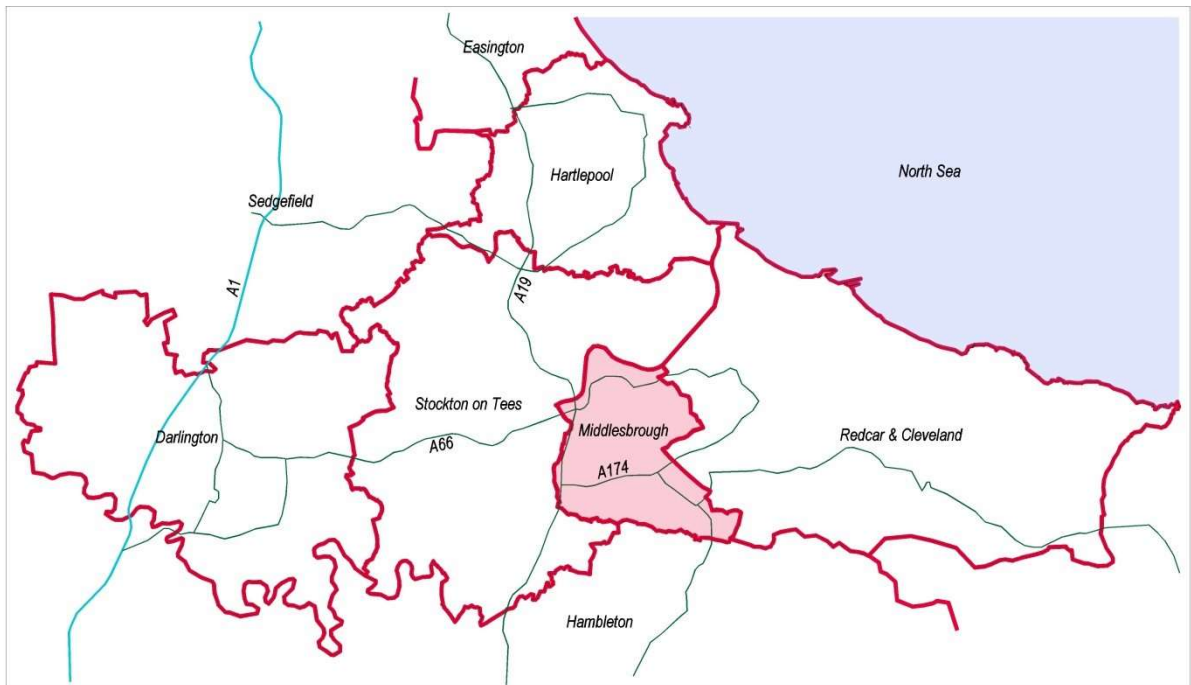 Easington
Hartlepool
North Sea
Sedgefield
A1
A19
Stockton on Tees
Darlington
A66
Middlesbrough
A174
Redcar & Cleveland
Hambleton